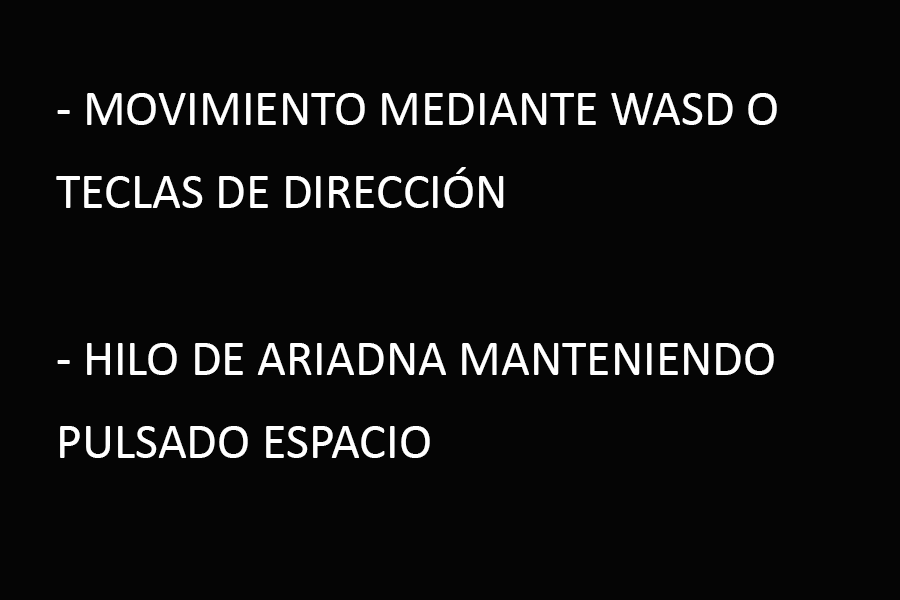 - MOVIMIENTO MEDIANTE WASD O
TECLAS DE DIRECCIÓN
- HILO DE ARIADNA MANTENIENDO
PULSADO ESPACIO